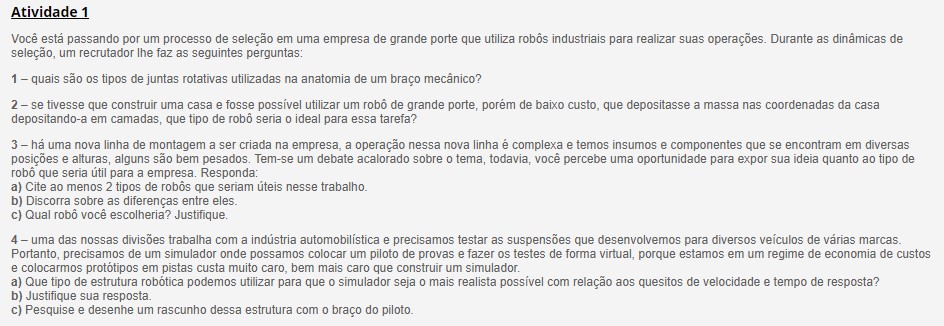 Atividade 1
Você está passando por um processo de seleção em uma empresa de grande porte que utiliza robôs industriais para realizar suas operações. Durante as dinâmicas de
seleção, um recrutador lhe faz as seguintes perguntas:
1 – quais são os tipos de juntas rotativas utilizadas na anatomia de um braço mecânico?
2 – se tivesse que construir uma casa e fosse possível utilizar um robô de grande porte, porém de baixo custo, que depositasse a massa nas coordenadas da casa
depositando-a em camadas, que tipo de robô seria o ideal para essa tarefa?
3 – há uma nova linha de montagem a ser criada na empresa, a operação nessa nova linha é complexa e temos insumos e componentes que se encontram em diversas
posições e alturas, alguns são bem pesados. Tem-se um debate acalorado sobre o tema, todavia, você percebe uma oportunidade para expor sua ideia quanto ao tipo de
robô que seria útil para a empresa. Responda:
a) Cite ao menos 2 tipos de robôs que seriam úteis nesse trabalho.
b) Discorra sobre as diferenças entre eles.
c) Qual robô você escolheria? Justifique.
4 – uma das nossas divisões trabalha com a indústria automobilística e precisamos testar as suspensões que desenvolvemos para diversos veículos de várias marcas.
Portanto, precisamos de um simulador onde possamos colocar um piloto de provas e fazer os testes de forma virtual, porque estamos em um regime de economia de custos
e colocarmos protótipos em pistas custa muito caro, bem mais caro que construir um simulador.
a) Que tipo de estrutura robótica podemos utilizar para que o simulador seja o mais realista possível com relação aos quesitos de velocidade e tempo de resposta?
b) Justifique sua resposta.
c) Pesquise e desenhe um rascunho dessa estrutura com o braço do piloto.